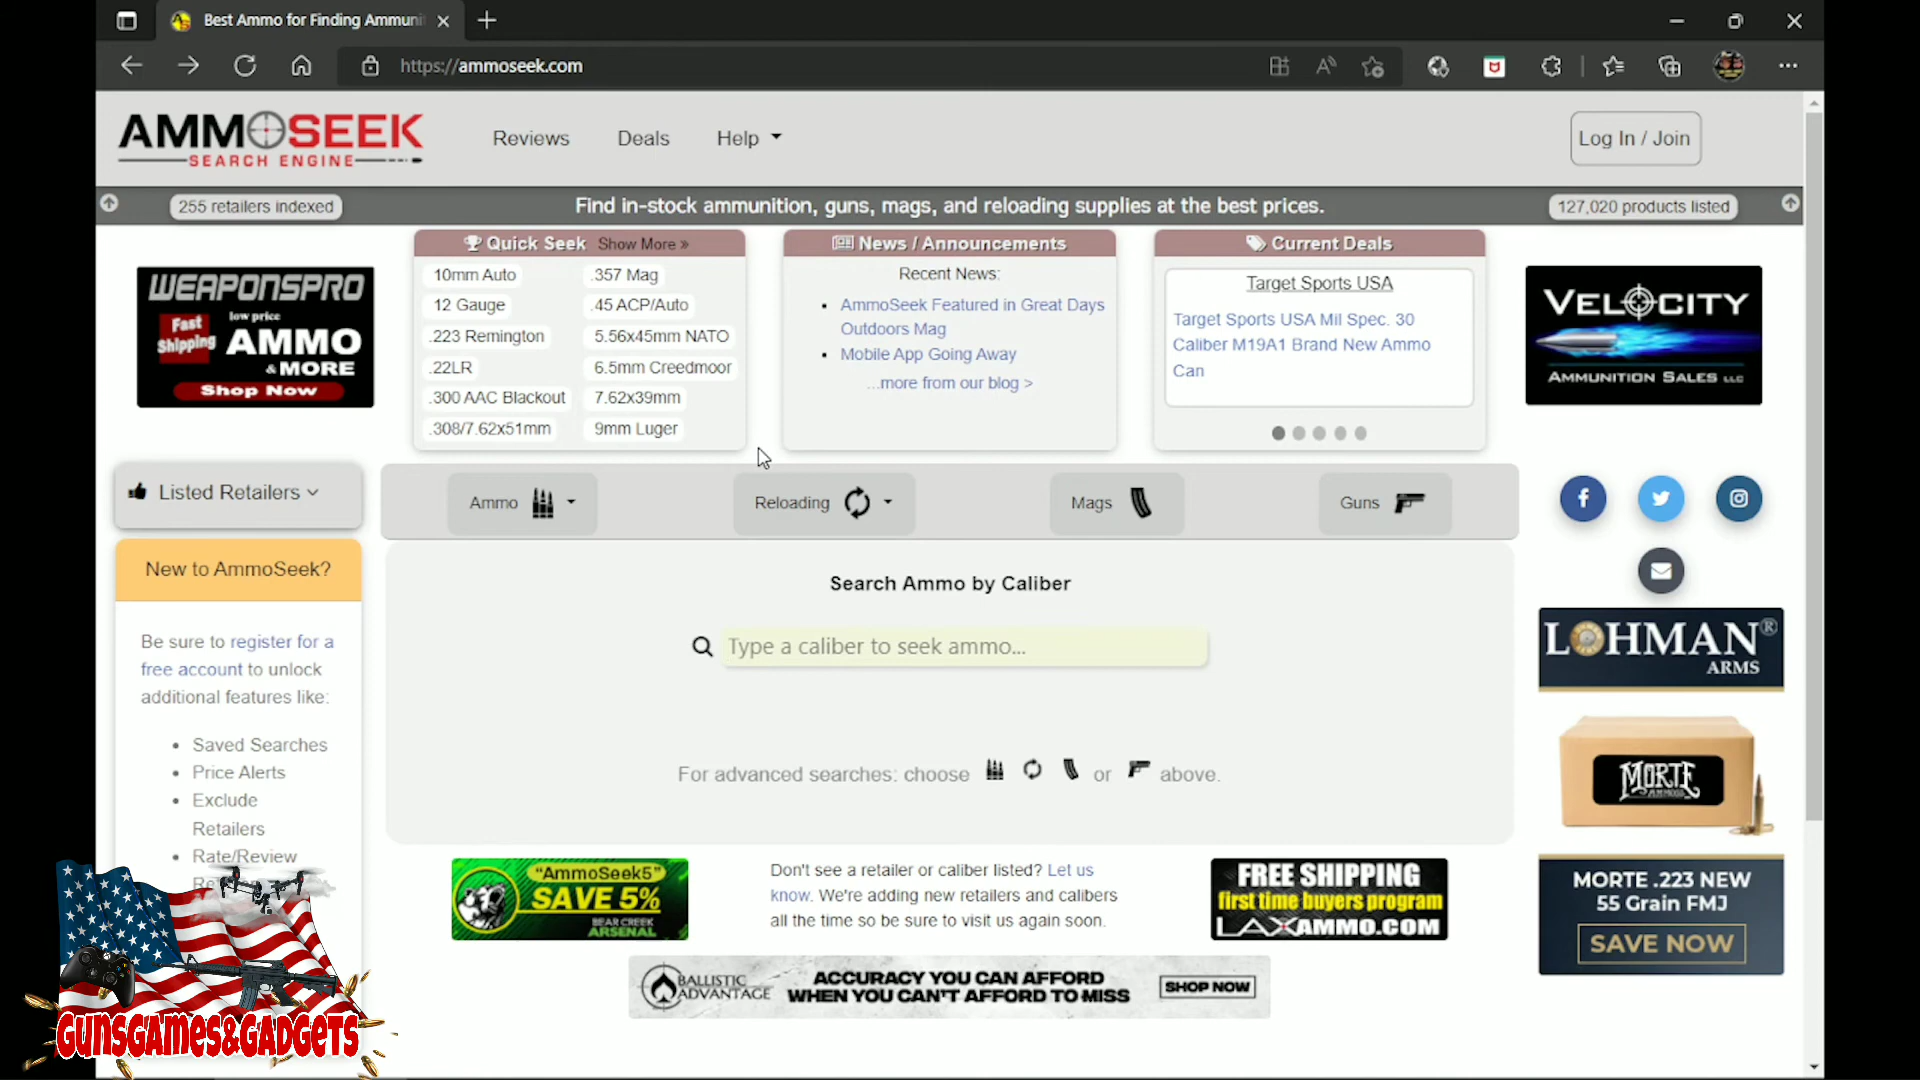 Best Ammo for Finding Ammuni
https://ammoseek.com
AMMOSEEK
SEARCH ENGINE
Reviews
Deals
Help
Log In / Join
255 retailers indexed
Find in-stock ammunition, guns, mags, and reloading supplies at the best prices.
127,020 products listed
WEAPONSPRO
Fast Shipping
low price
AMMO
& MORE
Shop Now
Quick Seek Show More »
10mm Auto
.357 Mag
12 Gauge
.45 ACP/Auto
.223 Remington
5.56x45mm NATO
.22LR
6.5mm Creedmoor
.300 AAC Blackout
7.62x39mm
.308/7.62x51mm
9mm Luger
News / Announcements
Recent News:
• AmmoSeek Featured in Great Days
Outdoors Mag
• Mobile App Going Away
...more from our blog >
Current Deals
Target Sports USA
Target Sports USA Mil Spec. 30
Caliber M19A1 Brand New Ammo
Can
VELOCITY
AMMUNITION SALES LLC
Listed Retailers
Ammo
Reloading
Mags
Guns
New to AmmoSeek?
Be sure to register for a
free account to unlock
additional features like:
• Saved Searches
• Price Alerts
• Exclude
Retailers
• Rate/Review
Search Ammo by Caliber
Type a caliber to seek ammo...
For advanced searches: choose or above.
LOHMAN®
ARMS
MORTE
MORTE .223 NEW
55 Grain FMJ
SAVE NOW
"AmmoSeek5"
SAVE 5%
BEAR CREEK
ARSENAL
Don't see a retailer or caliber listed? Let us
know. We're adding new retailers and calibers
all the time so be sure to visit us again soon.
FREE SHIPPING
first time buyers program
LAXAMMO.COM
BALLISTIC
ADVANTAGE
ACCURACY YOU CAN AFFORD
WHEN YOU CAN'T AFFORD TO MISS
SHOP NOW
GUNSGAMES&GADGETS